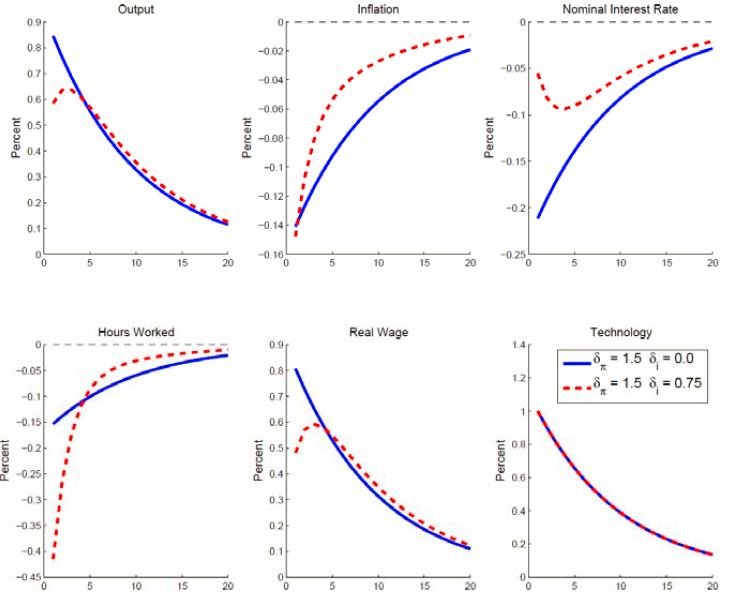 Output
Inflation
Nominal Interest Rate
Percent
0.9
0.8
0.7
0.6
0.5
0.4
0.3
0.2
0.1
0
0 5 10 15 20
Percent
0
−0.02
−0.04
−0.06
−0.08
−0.1
−0.12
−0.14
−0.16
0 5 10 15 20
Percent
0
−0.05
−0.1
−0.15
−0.2
−0.25
0 5 10 15 20
Hours Worked
Real Wage
Technology
Percent
0
−0.05
−0.1
−0.15
−0.2
−0.25
−0.3
−0.35
−0.4
−0.45
0 5 10 15 20
Percent
0.9
0.8
0.7
0.6
0.5
0.4
0.3
0.2
0.1
0
0 5 10 15 20
Percent
1.4
1.2
1
0.8
0.6
0.4
0.2
0
0 5 10 15 20
δπ = 1.5 δi = 0.0
δπ = 1.5 δi = 0.75